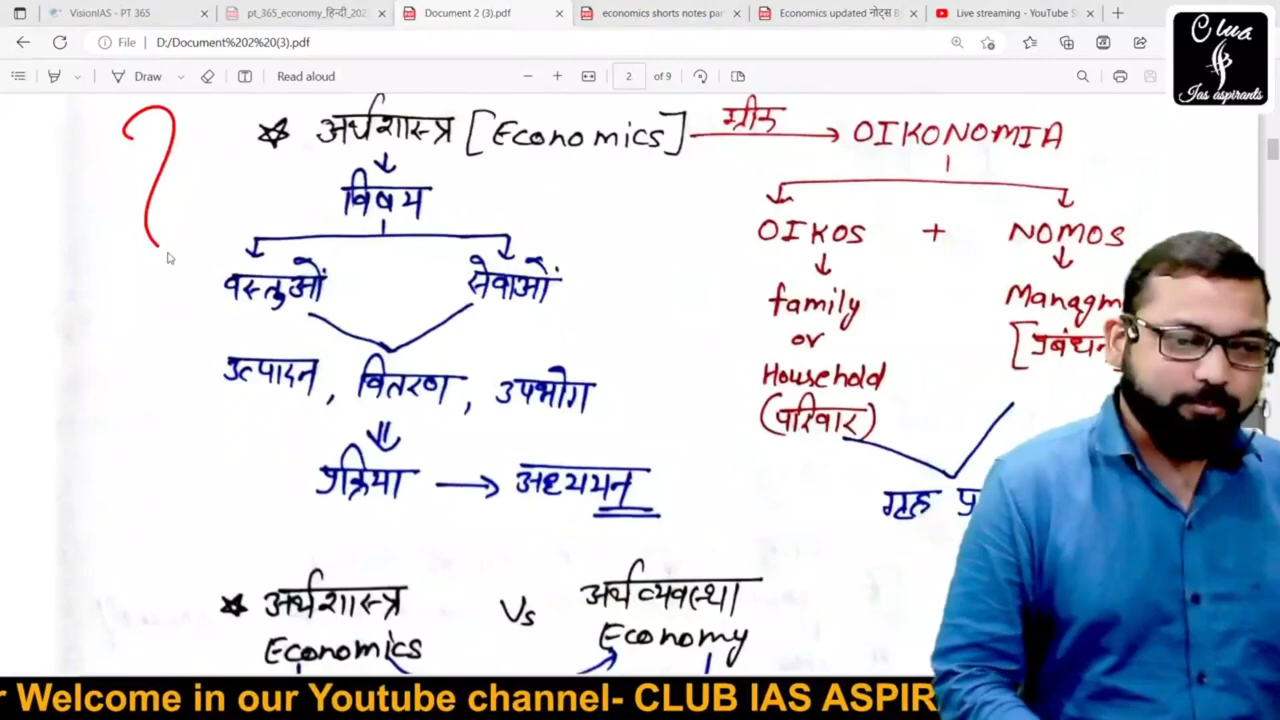 VisionIAS - PT 365
pt_365_economy_हिन्दी_202
Document 2 (3).pdf
economics shorts notes par
Economics updated नोट्स B
Live streaming - YouTube S
File D:/Document%202%20(3).pdf
Draw
Read aloud
2 of 9
Club
Ias aspirants
?
अर्थशास्त्र [Economics] ग्रीक OIKONOMIA
विषय
OIKOS + NOMOS
वस्तुओं सेवाओं
family
Managm
or
[प्रबंधन
उत्पादन, वितरण, उपभोग
Household
(परिवार)
प्रक्रिया अध्ययन
गृह प्र
अर्थशास्त्र Vs अर्थव्यवस्था
Economics Economy
r Welcome in our Youtube channel- CLUB IAS ASPIR